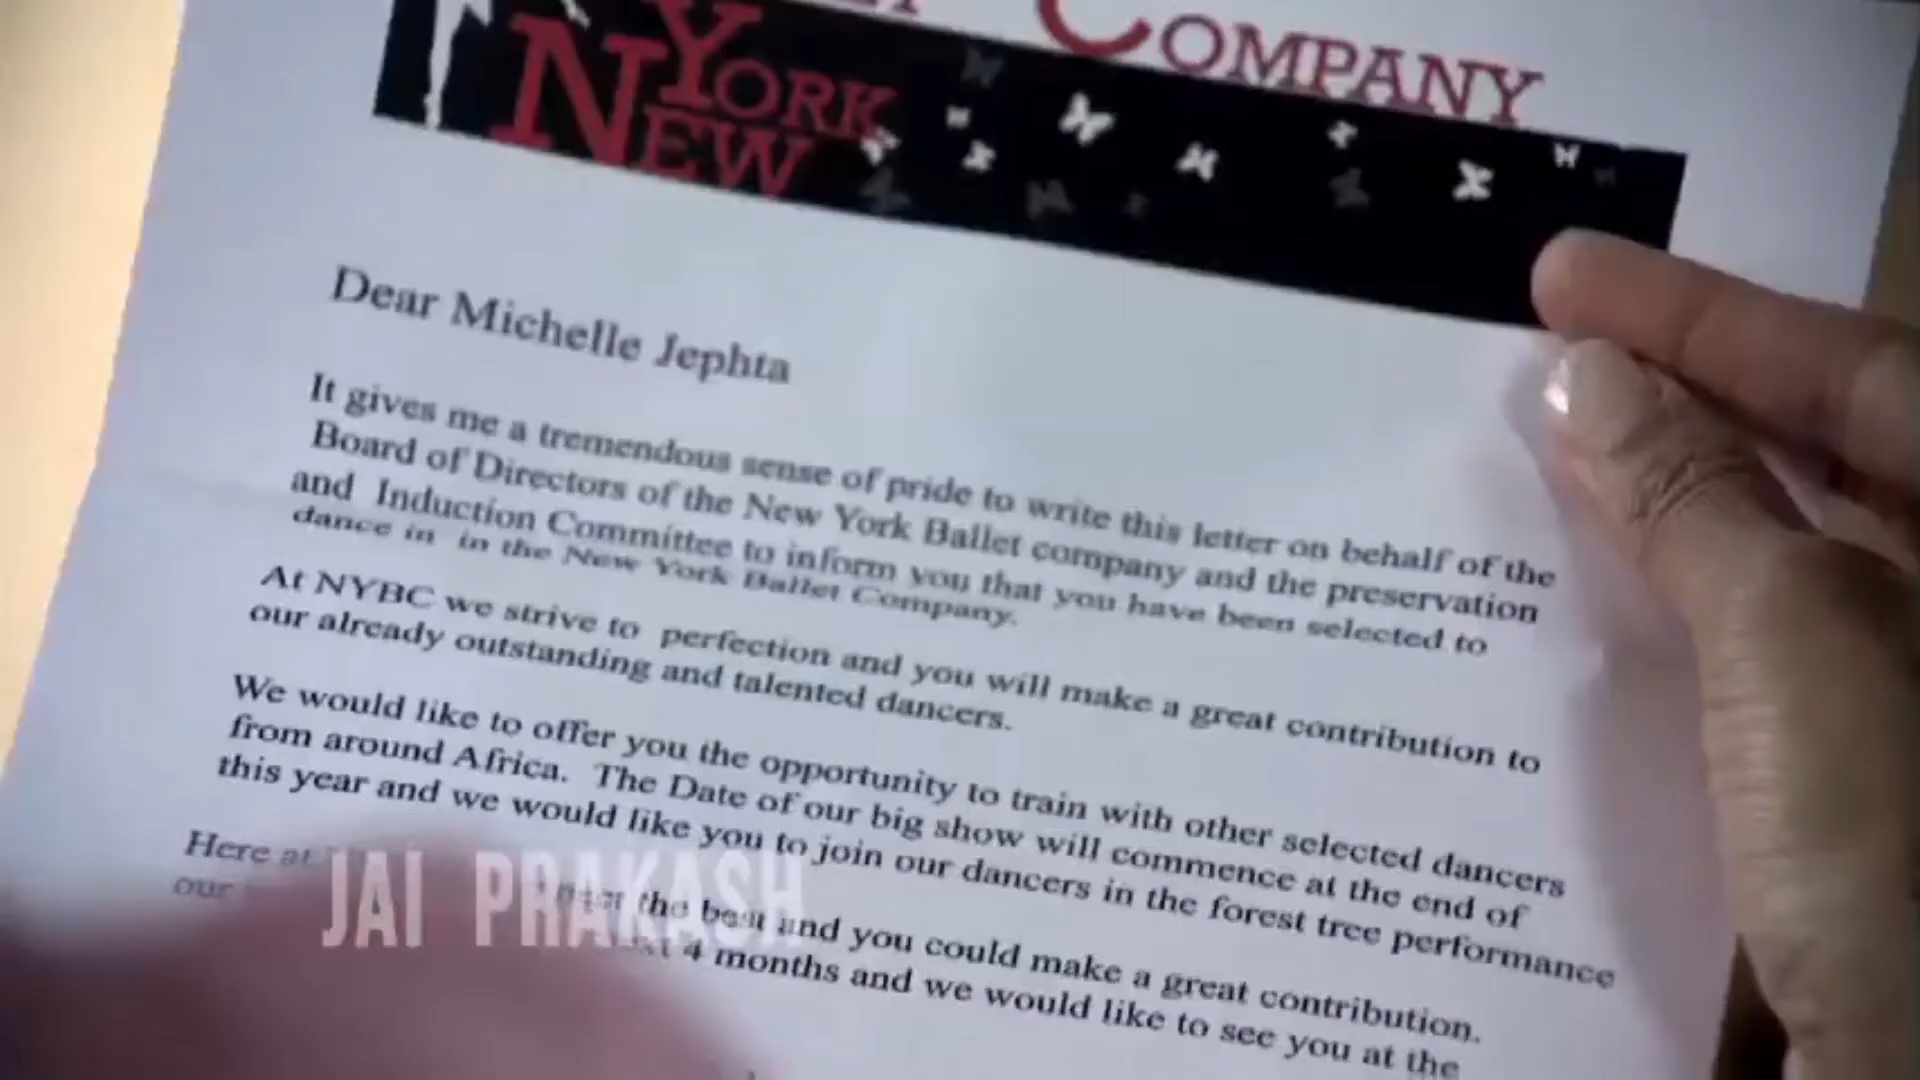 COMPANY
YORK
NEW
Dear Michelle Jephta
It gives me a tremendous sense of pride to write this letter on behalf of the
Board of Directors of the New York Ballet company and the preservation
and Induction Committee to inform you that you have been selected to
dance in in the New York Ballet Company.
At NYBC we strive to perfection and you will make a great contribution to
our already outstanding and talented dancers.
We would like to offer you the opportunity to train with other selected dancers
from around Africa. The Date of our big show will commence at the end of
this year and we would like you to join our dancers in the forest tree performance
Here at the best and you could make a great contribution.
our 4 months and we would like to see you at the
JAI PRAKASH